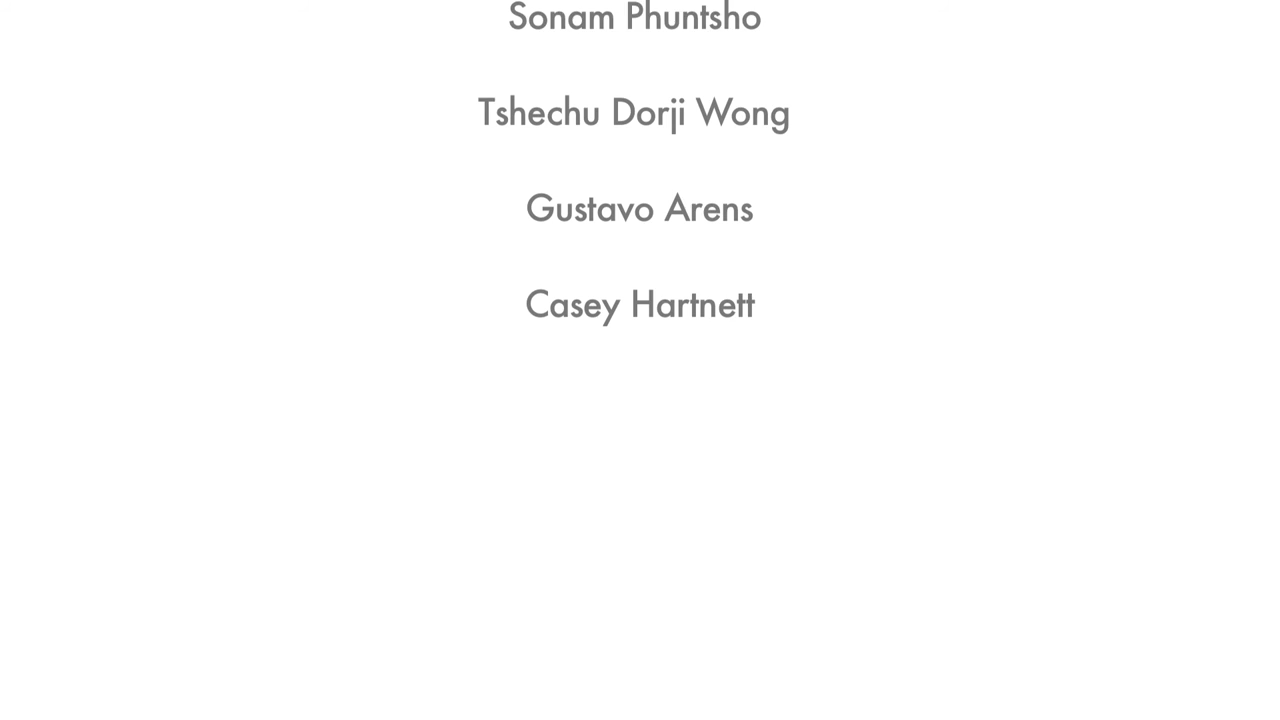 Sonam Phuntsho
Tshechu Dorji Wong
Gustavo Arens
Casey Hartnett